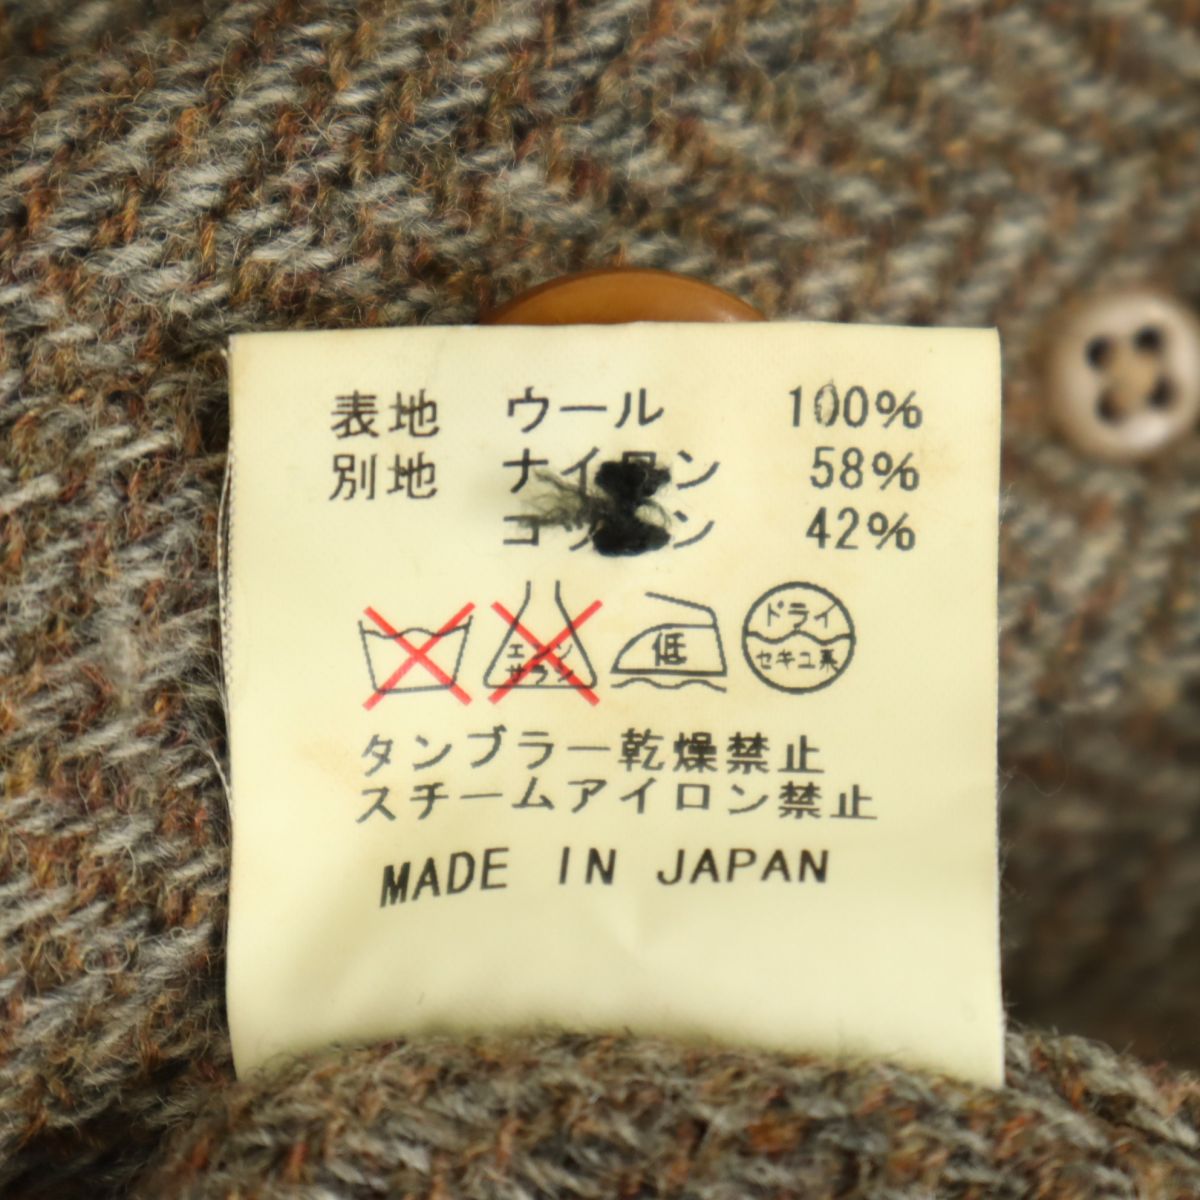 表地 ウール 100%
別地 ナイロン 58%
コットン 42%
エンソ
サラシ
低
ドライ
セキユ系
タンブラー乾燥禁止
スチームアイロン禁止
MADE IN JAPAN